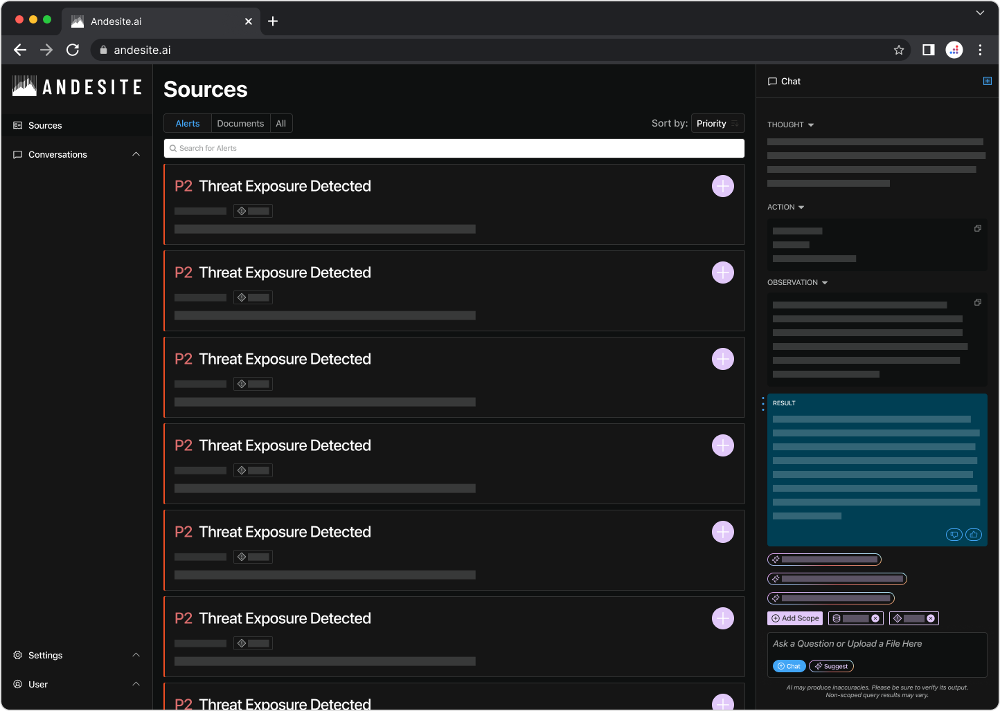 Andesite.ai
andesite.ai
ANDESITE
Sources
Conversations
Settings
User
Sources
Alerts
Documents
All
Sort by:
Priority
Search for Alerts
P2 Threat Exposure Detected
P2 Threat Exposure Detected
P2 Threat Exposure Detected
P2 Threat Exposure Detected
P2 Threat Exposure Detected
P2 Threat Exposure Detected
P2 Threat Exposure Detected
Chat
THOUGHT
ACTION
OBSERVATION
RESULT
Add Scope
Ask a Question or Upload a File Here
Chat
Suggest
AI may produce inaccuracies. Please be sure to verify its output.
Non-scoped query results may vary.